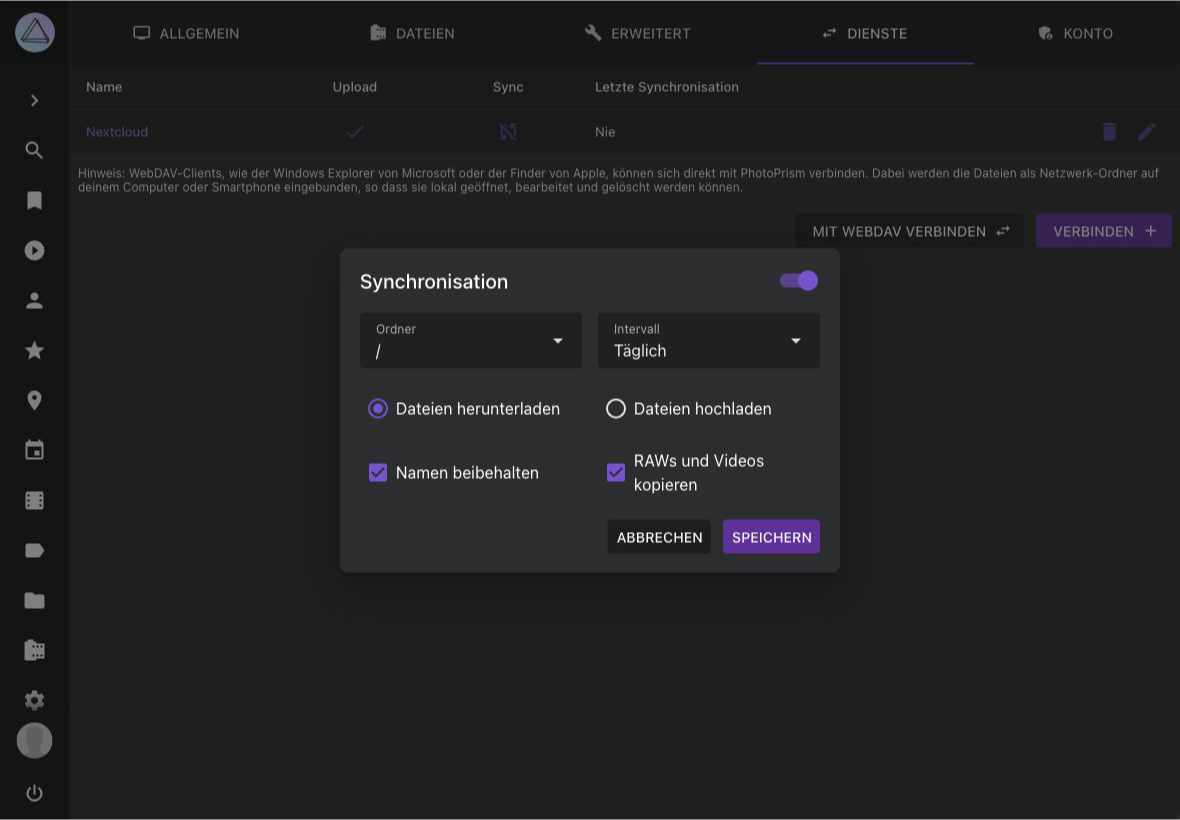 ALLGEMEIN DATEIEN ERWEITERT DIENSTE KONTO
Name Upload Sync Letzte Synchronisation
Nextcloud Nie
Hinweis: WebDAV-Clients, wie der Windows Explorer von Microsoft oder der Finder von Apple, können sich direkt mit PhotoPrism verbinden. Dabei werden die Dateien als Netzwerk-Ordner auf
deinem Computer oder Smartphone eingebunden, so dass sie lokal geöffnet, bearbeitet und gelöscht werden können.
MIT WEBDAV VERBINDEN VERBINDEN
Synchronisation
Ordner Intervall
/ Täglich
Dateien herunterladen Dateien hochladen
Namen beibehalten RAWs und Videos
kopieren
ABBRECHEN SPEICHERN